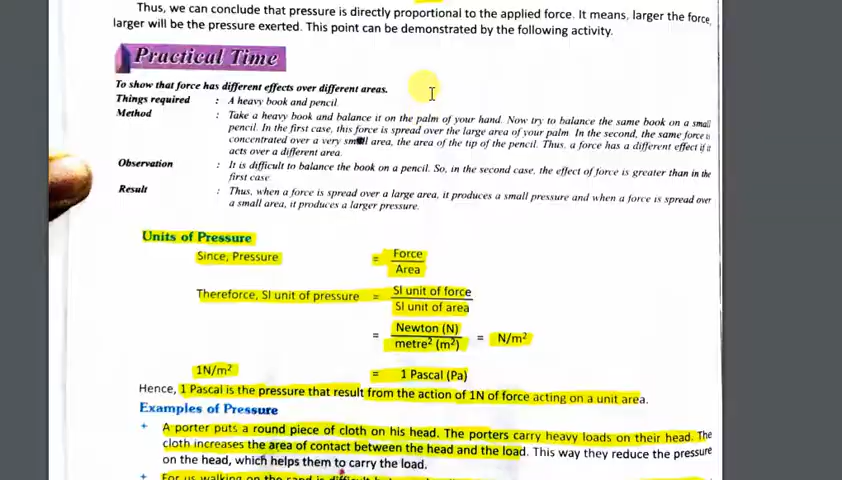 Thus, we can conclude that pressure is directly proportional to the applied force. It means, larger the force,
larger will be the pressure exerted. This point can be demonstrated by the following activity.
Practical Time
To show that force has different effects over different areas.
Things required : A heavy book and pencil
Method : Take a heavy book and balance it on the palm of your hand. Now try to balance the same book on a small
pencil. In the first case, this force is spread over the large area of your palm. In the second, the same force is
concentrated over a very small area, the area of the tip of the pencil. Thus, a force has a different effect if it
acts over a different area.
Observation : It is difficult to balance the book on a pencil. So, in the second case, the effect of force is greater than in the
first case
Result : Thus, when a force is spread over a large area, it produces a small pressure and when a force is spread over
a small area, it produces a larger pressure.
Units of Pressure
Since, Pressure = Force
Area
Thereforce, SI unit of pressure = SI unit of force
SI unit of area
= Newton (N)
metre² (m²) = N/m²
1N/m² = 1 Pascal (Pa)
Hence, 1 Pascal is the pressure that result from the action of 1N of force acting on a unit area.
Examples of Pressure
+ A porter puts a round piece of cloth on his head. The porters carry heavy loads on their head. The
cloth increases the area of contact between the head and the load. This way they reduce the pressure
on the head, which helps them to carry the load.
+ For us walking on the sand is difficult